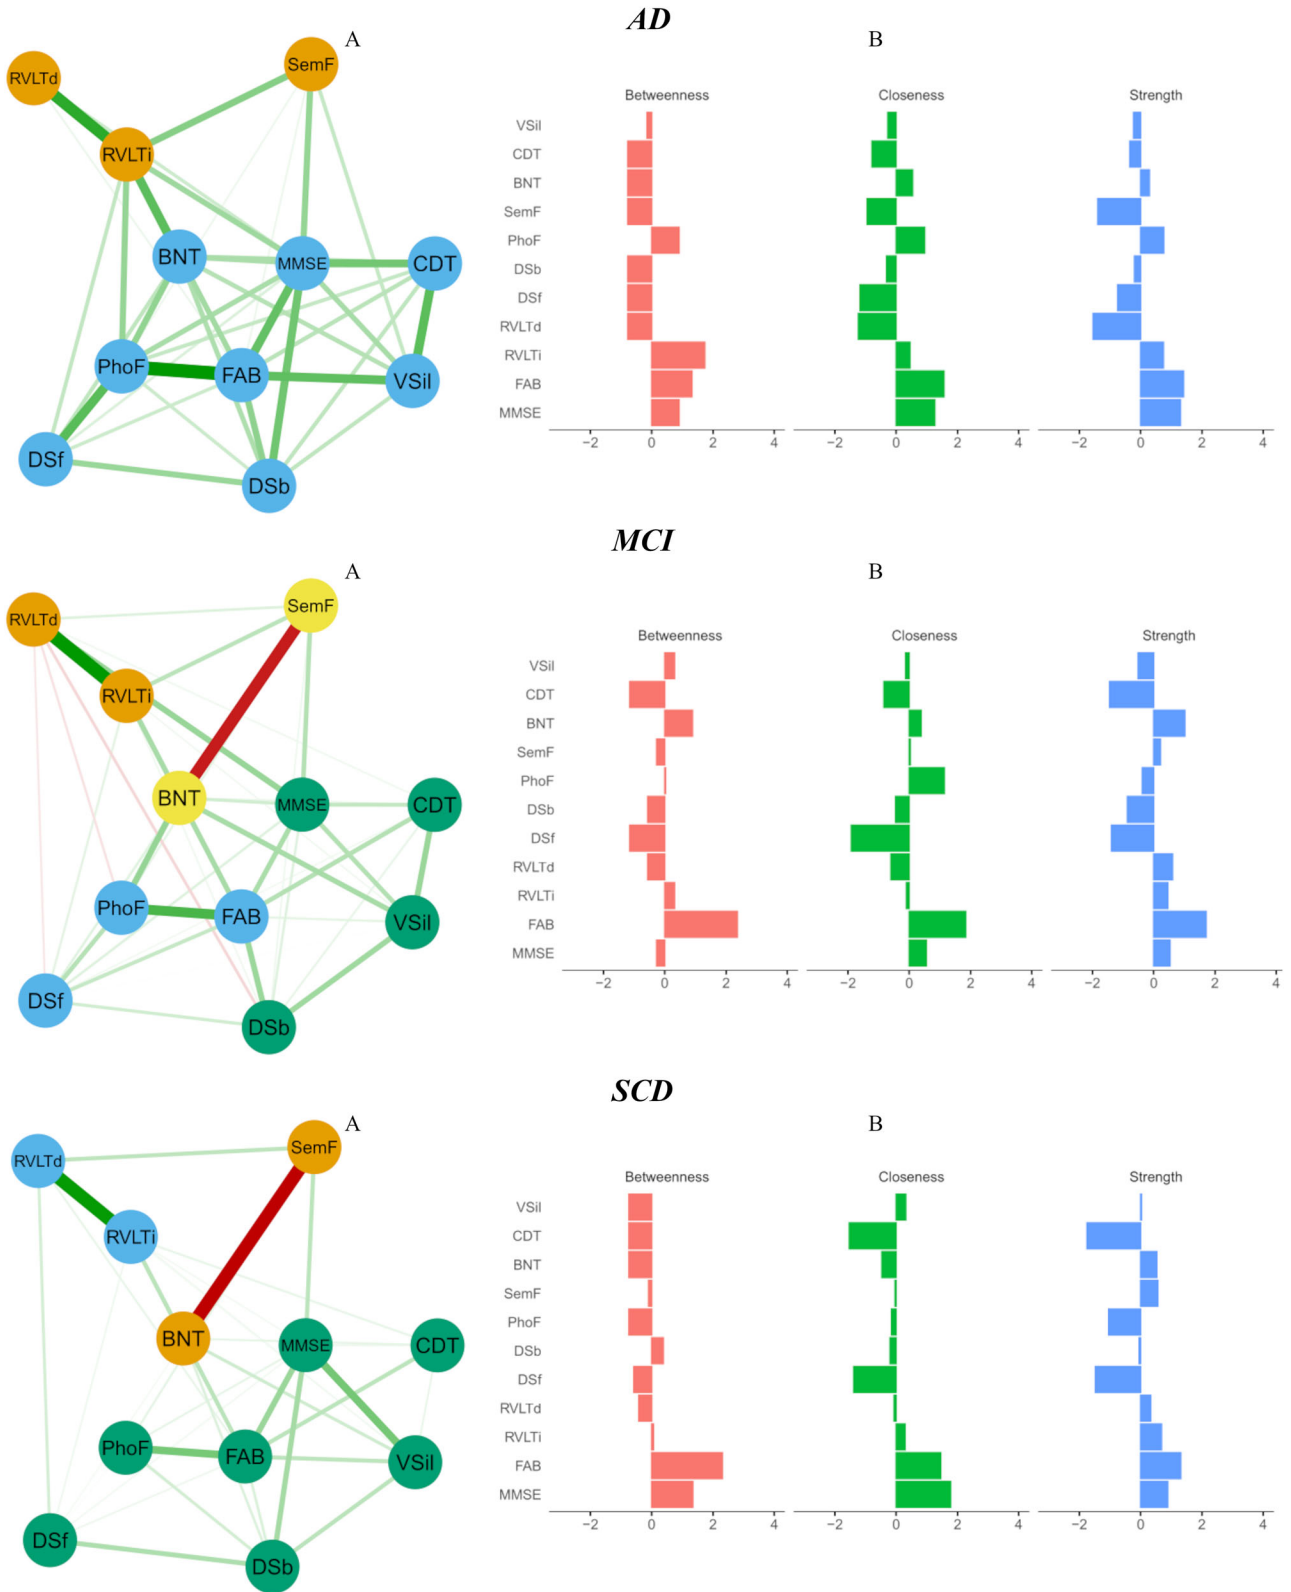 AD
A
B
RVLTd
SemF
RVLTi
BNT
MMSE
CDT
PhoF
FAB
VSil
DSf
DSb
Betweenness
Closeness
Strength
VSil
CDT
BNT
SemF
PhoF
DSb
DSf
RVLTd
RVLTi
FAB
MMSE
−2 0 2 4
−2 0 2 4
−2 0 2 4
MCI
A
B
RVLTd
SemF
RVLTi
BNT
MMSE
CDT
PhoF
FAB
VSil
DSf
DSb
Betweenness
Closeness
Strength
VSil
CDT
BNT
SemF
PhoF
DSb
DSf
RVLTd
RVLTi
FAB
MMSE
−2 0 2 4
−2 0 2 4
−2 0 2 4
SCD
A
B
RVLTd
SemF
RVLTi
BNT
MMSE
CDT
PhoF
FAB
VSil
DSf
DSb
Betweenness
Closeness
Strength
VSil
CDT
BNT
SemF
PhoF
DSb
DSf
RVLTd
RVLTi
FAB
MMSE
−2 0 2 4
−2 0 2 4
−2 0 2 4